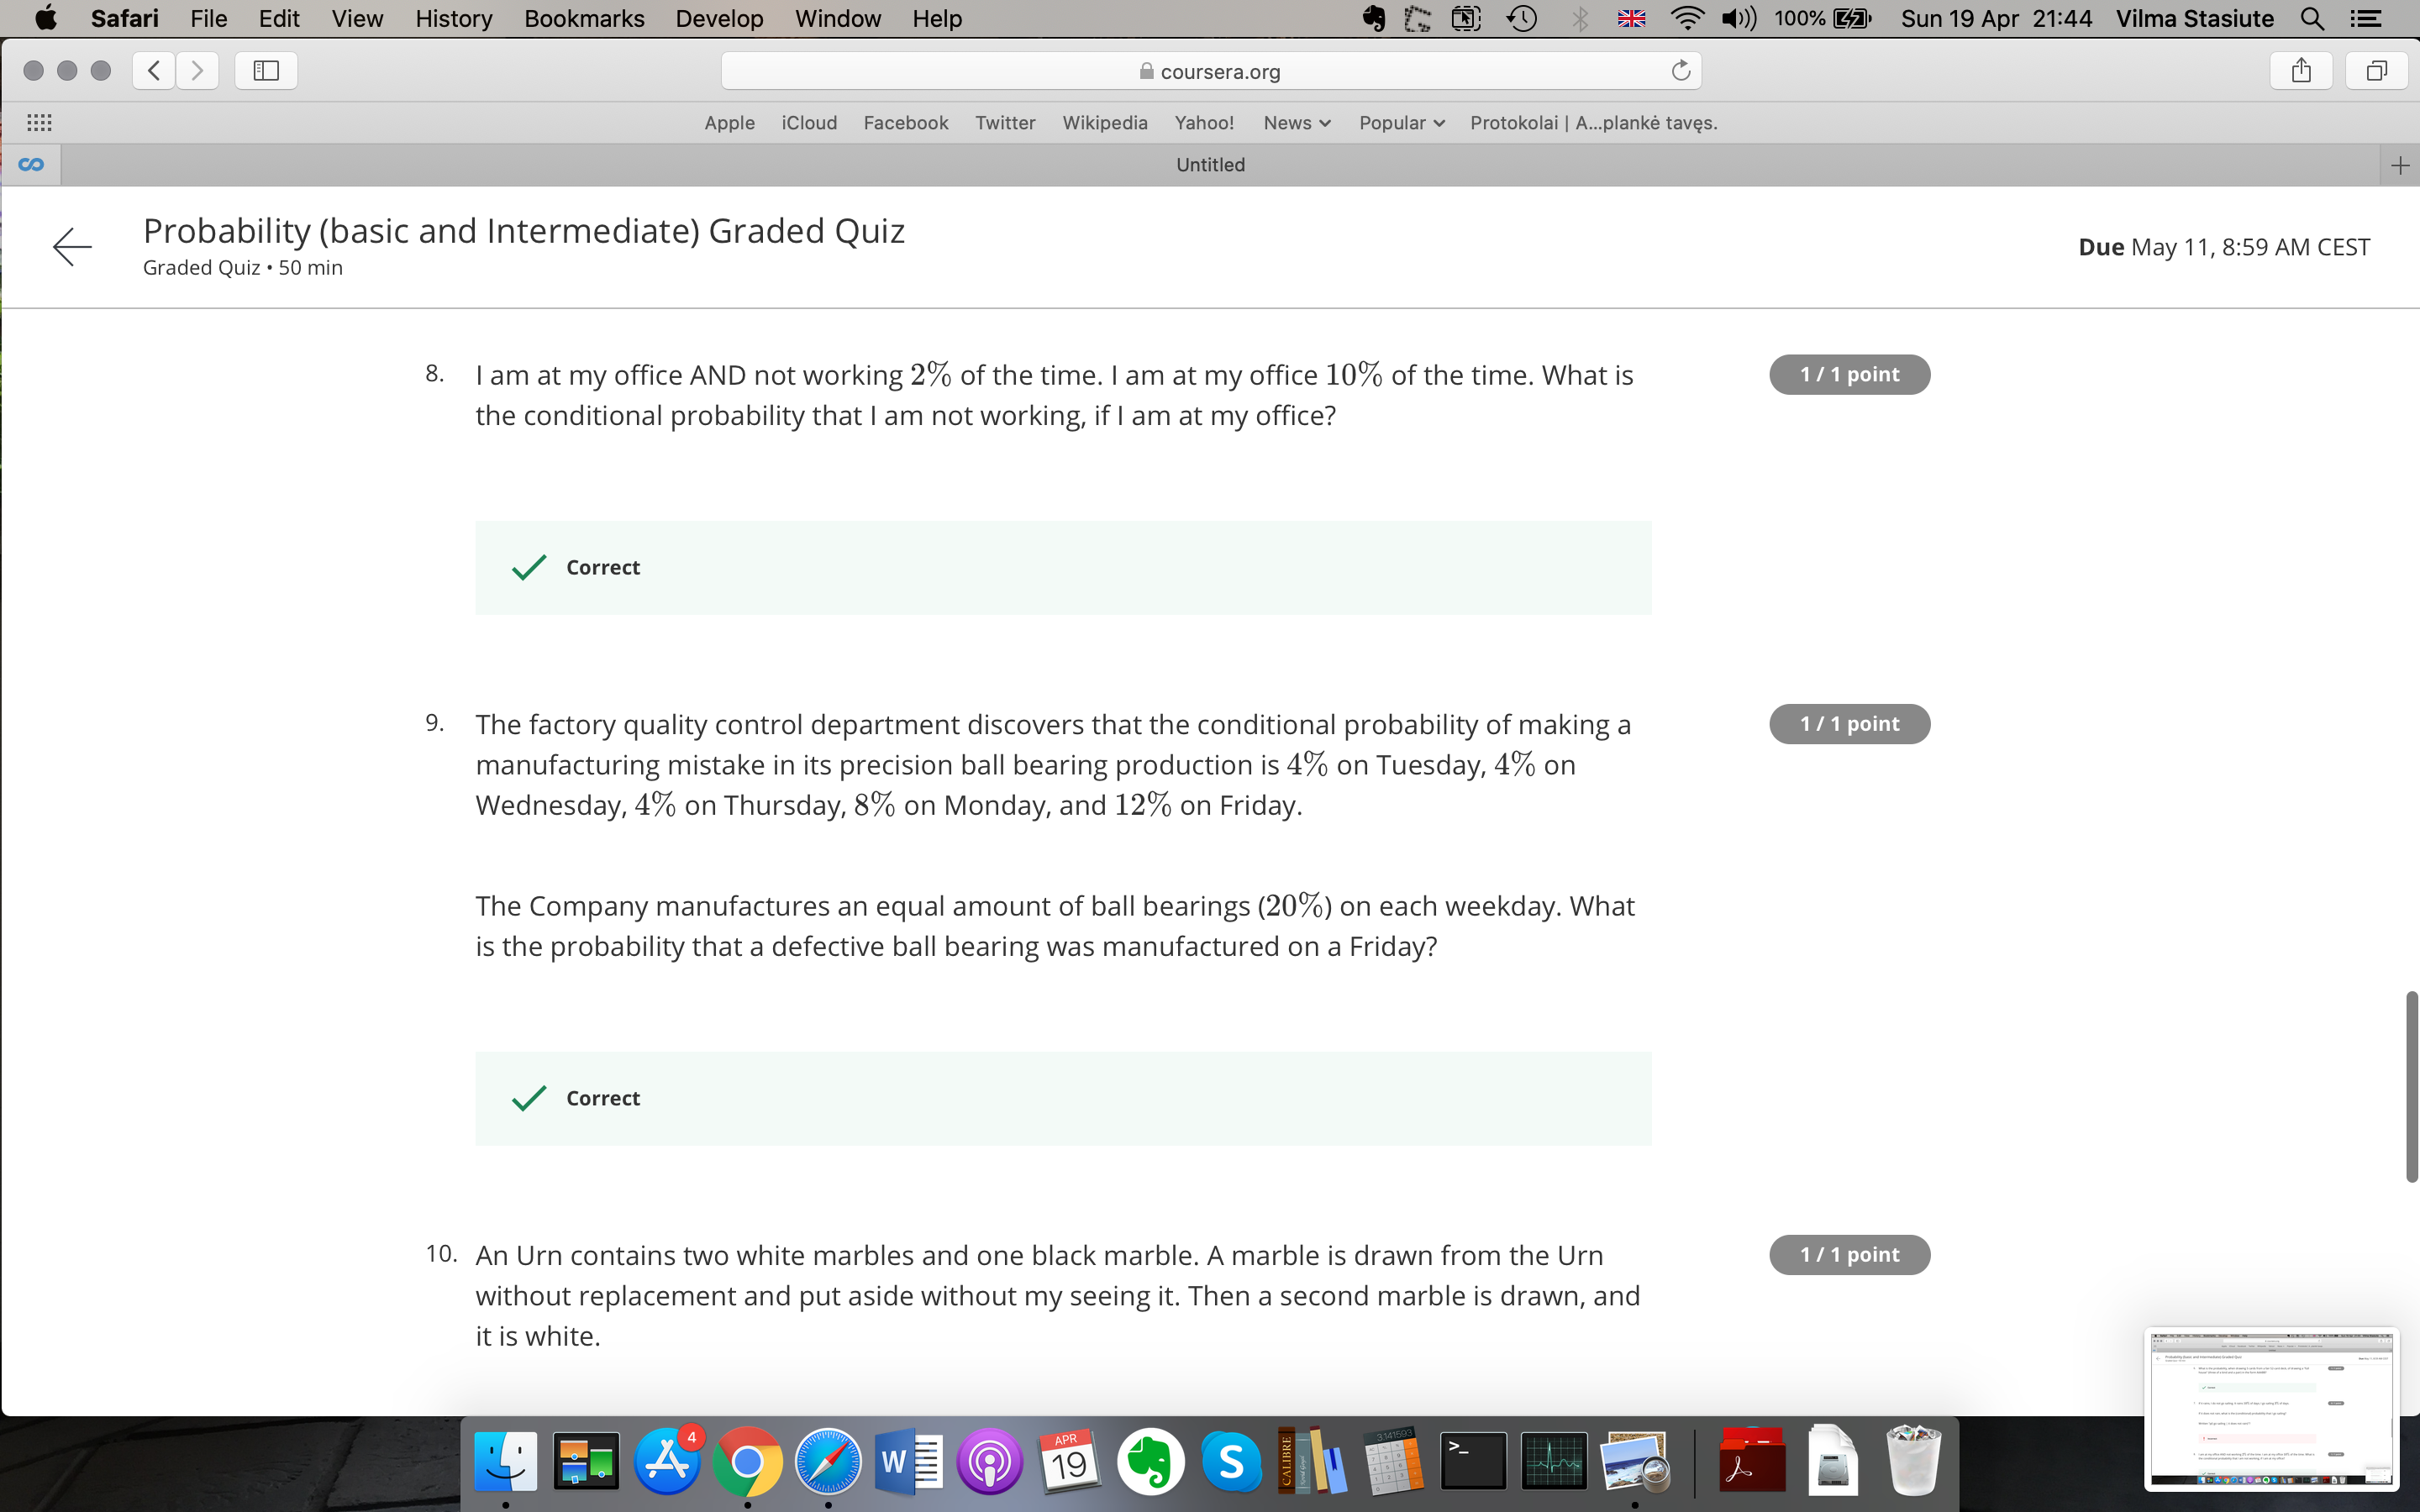 Safari File Edit View History Bookmarks Develop Window Help 100% Sun 19 Apr 21:44 Vilma Stasiute
coursera.org
Apple iCloud Facebook Twitter Wikipedia Yahoo! News Popular Protokolai | A...plankė tavęs.
Untitled
Probability (basic and Intermediate) Graded Quiz
Graded Quiz • 50 min
Due May 11, 8:59 AM CEST
8. I am at my office AND not working 2% of the time. I am at my office 10% of the time. What is
the conditional probability that I am not working, if I am at my office?
1 / 1 point
Correct
9. The factory quality control department discovers that the conditional probability of making a
manufacturing mistake in its precision ball bearing production is 4% on Tuesday, 4% on
Wednesday, 4% on Thursday, 8% on Monday, and 12% on Friday.
1 / 1 point
The Company manufactures an equal amount of ball bearings (20%) on each weekday. What
is the probability that a defective ball bearing was manufactured on a Friday?
Correct
10. An Urn contains two white marbles and one black marble. A marble is drawn from the Urn
without replacement and put aside without my seeing it. Then a second marble is drawn, and
it is white.
1 / 1 point
4
W
APR
19
S
CALIBRE
3.141593
>_